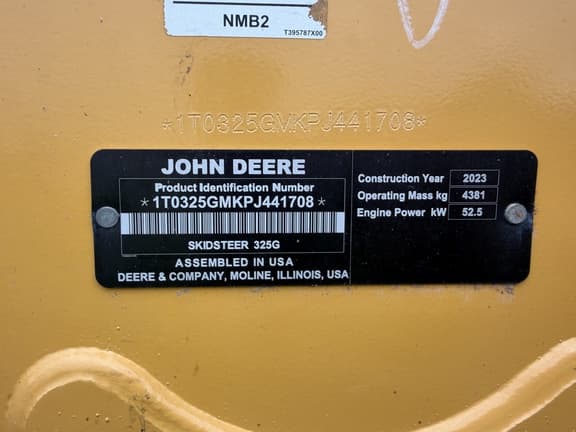 NMB2
T395787X00
*1T0325GMKPJ441708*
JOHN DEERE
Product Identification Number
*1T0325GMKPJ441708*
SKIDSTEER 325G
ASSEMBLED IN USA
DEERE & COMPANY, MOLINE, ILLINOIS, USA
Construction Year 2023
Operating Mass kg 4381
Engine Power kW 52.5